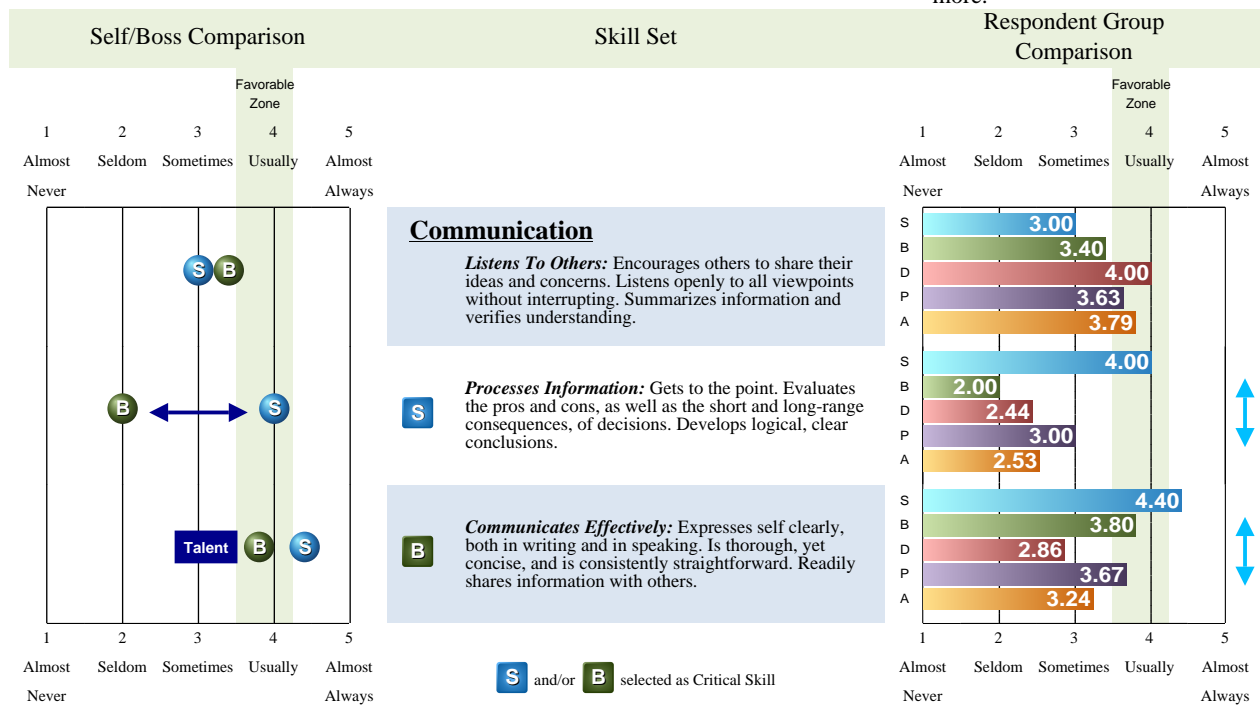 more.
Self/Boss Comparison
Skill Set
Respondent Group
Comparison
Favorable
Zone
1 2 3 4 5
Almost Seldom Sometimes Usually Almost
Never Always
Favorable
Zone
1 2 3 4 5
Almost Seldom Sometimes Usually Almost
Never Always
S B
Communication
Listens To Others: Encourages others to share their
ideas and concerns. Listens openly to all viewpoints
without interrupting. Summarizes information and
verifies understanding.
S 3.00
B 3.40
D 4.00
P 3.63
A 3.79
B S
S
Processes Information: Gets to the point. Evaluates
the pros and cons, as well as the short and long-range
consequences, of decisions. Develops logical, clear
conclusions.
S 4.00
B 2.00
D 2.44
P 3.00
A 2.53
Talent B S
B
Communicates Effectively: Expresses self clearly,
both in writing and in speaking. Is thorough, yet
concise, and is consistently straightforward. Readily
shares information with others.
S 4.40
B 3.80
D 2.86
P 3.67
A 3.24
1 2 3 4 5
Almost Seldom Sometimes Usually Almost
Never Always
S and/or B selected as Critical Skill
1 2 3 4 5
Almost Seldom Sometimes Usually Almost
Never Always